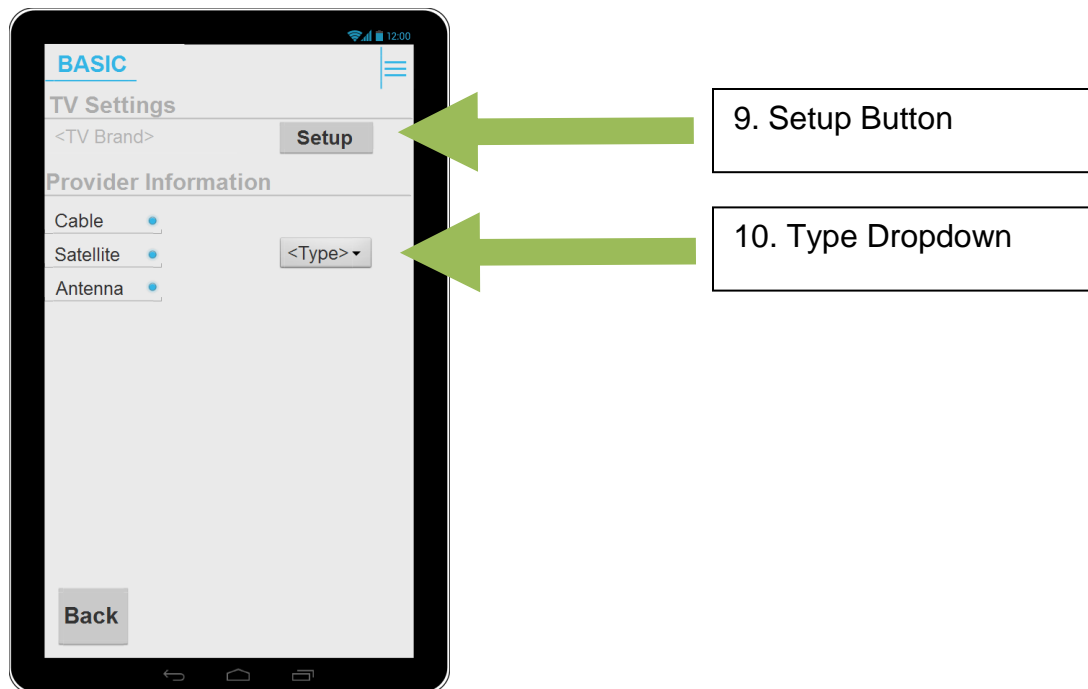 12:00
BASIC
TV Settings
<TV Brand>
Setup
Provider Information
Cable
Satellite
<Type>
Antenna
Back
9. Setup Button
10. Type Dropdown